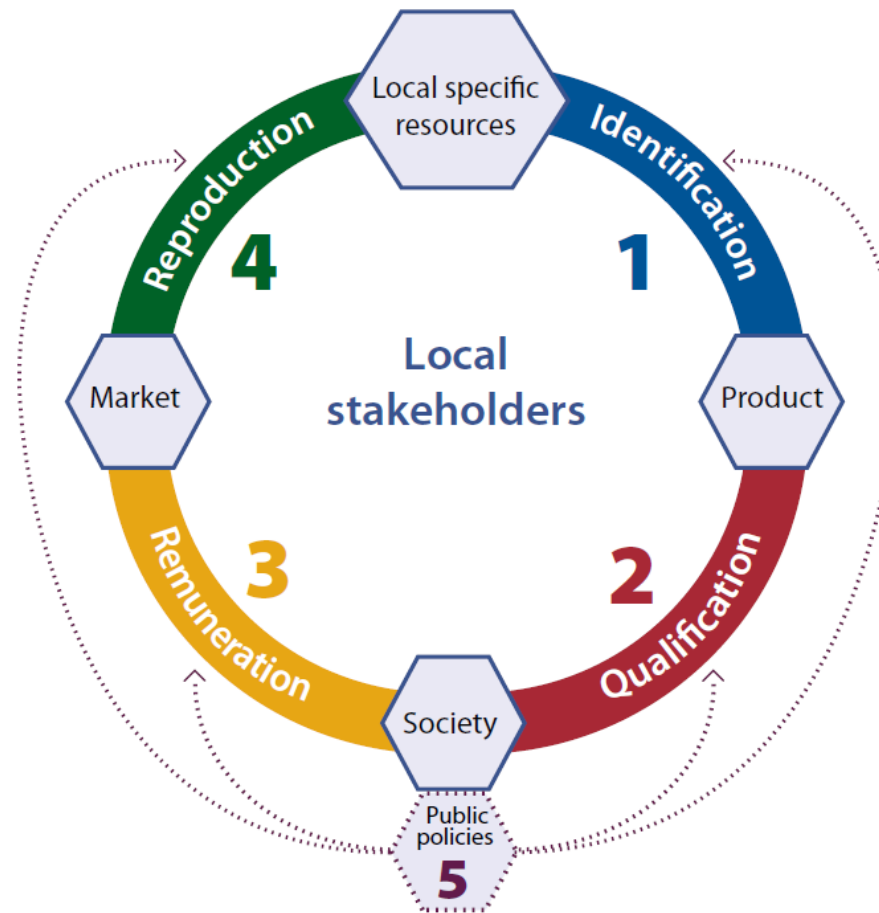 Local specific
resources
Identification
1
Product
Qualification
2
Society
Remuneration
3
Market
Reproduction
4
Local
stakeholders
Public
policies
5